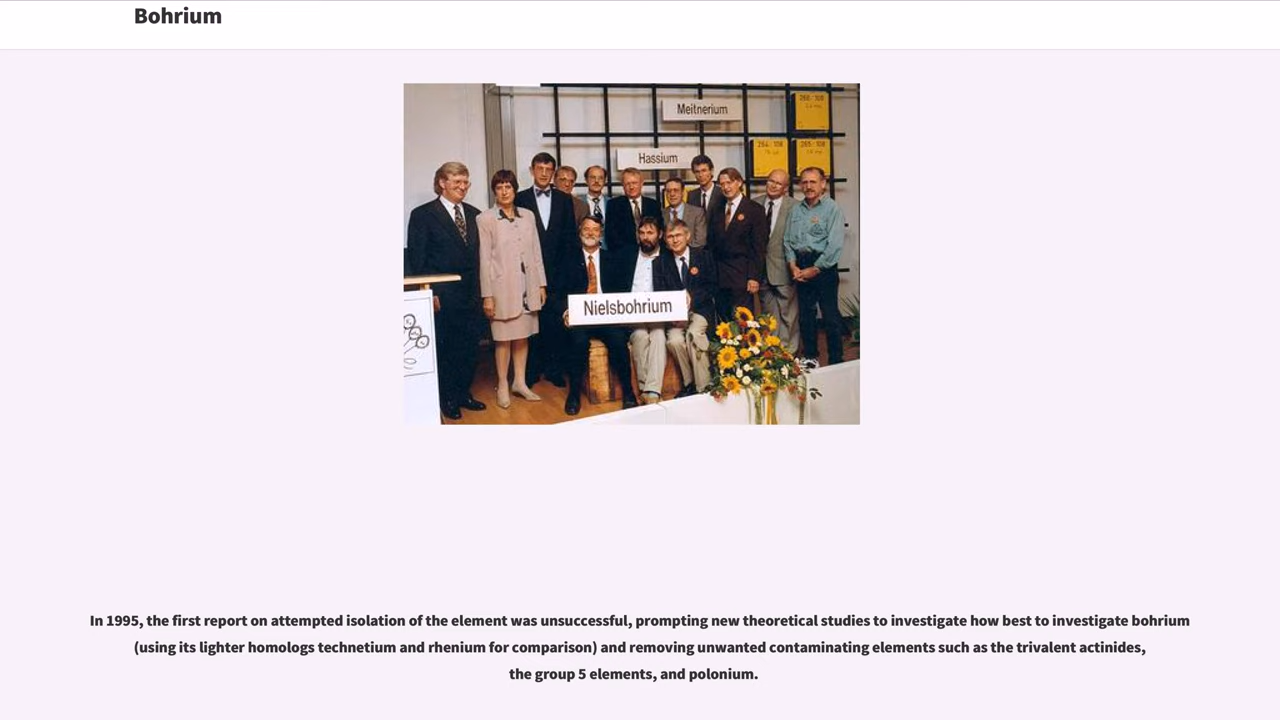 Bohrium
Meitnerium
Hassium
Nielsbohrium
In 1995, the first report on attempted isolation of the element was unsuccessful, prompting new theoretical studies to investigate how best to investigate bohrium
(using its lighter homologs technetium and rhenium for comparison) and removing unwanted contaminating elements such as the trivalent actinides,
the group 5 elements, and polonium.